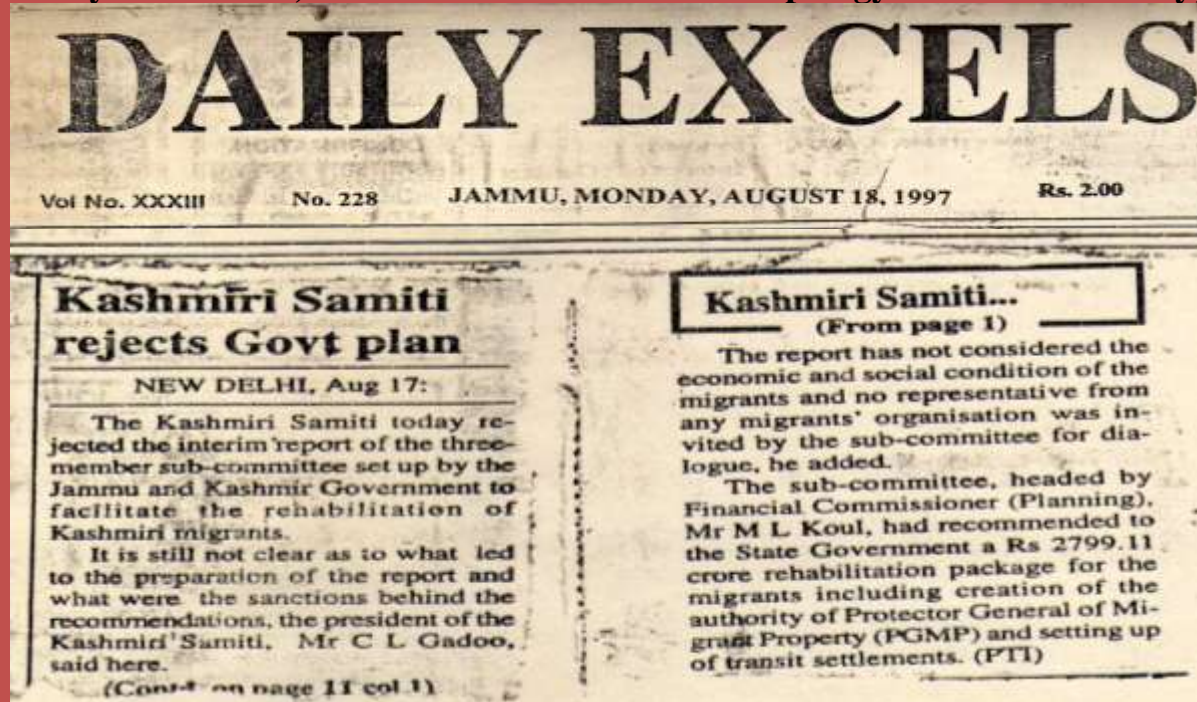 DAILY EXCELS
Vol No. XXXIII No. 228 JAMMU, MONDAY, AUGUST 18, 1997 Rs. 2.00
Kashmiri Samiti
rejects Govt plan
NEW DELHI, Aug 17:
The Kashmiri Samiti today re-
jected the interim report of the three-
member sub-committee set up by the
Jammu and Kashmir Government to
facilitate the rehabilitation of
Kashmiri migrants.
It is still not clear as to what led
to the preparation of the report and
what were the sanctions behind the
recommendations, the president of the
Kashmiri Samiti, Mr C L Gadoo,
said here.
on page 11 col 1)
Kashmiri Samiti...
(From page 1)
The report has not considered the
economic and social condition of the
migrants and no representative from
any migrants' organisation was in-
vited by the sub-committee for dia-
logue, he added.
The sub-committee, headed by
Financial Commissioner (Planning),
Mr M L Koul, had recommended to
the State Government a Rs 2799.11
crore rehabilitation package for the
migrants including creation of the
authority of Protector General of Mi-
grant Property (PGMP) and setting up
of transit settlements. (PTI)